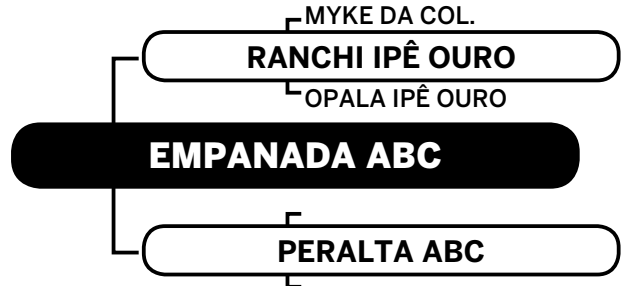 MYKE DA COL.
RANCHI IPÊ OURO
OPALA IPÊ OURO
EMPANADA ABC
PERALTA ABC